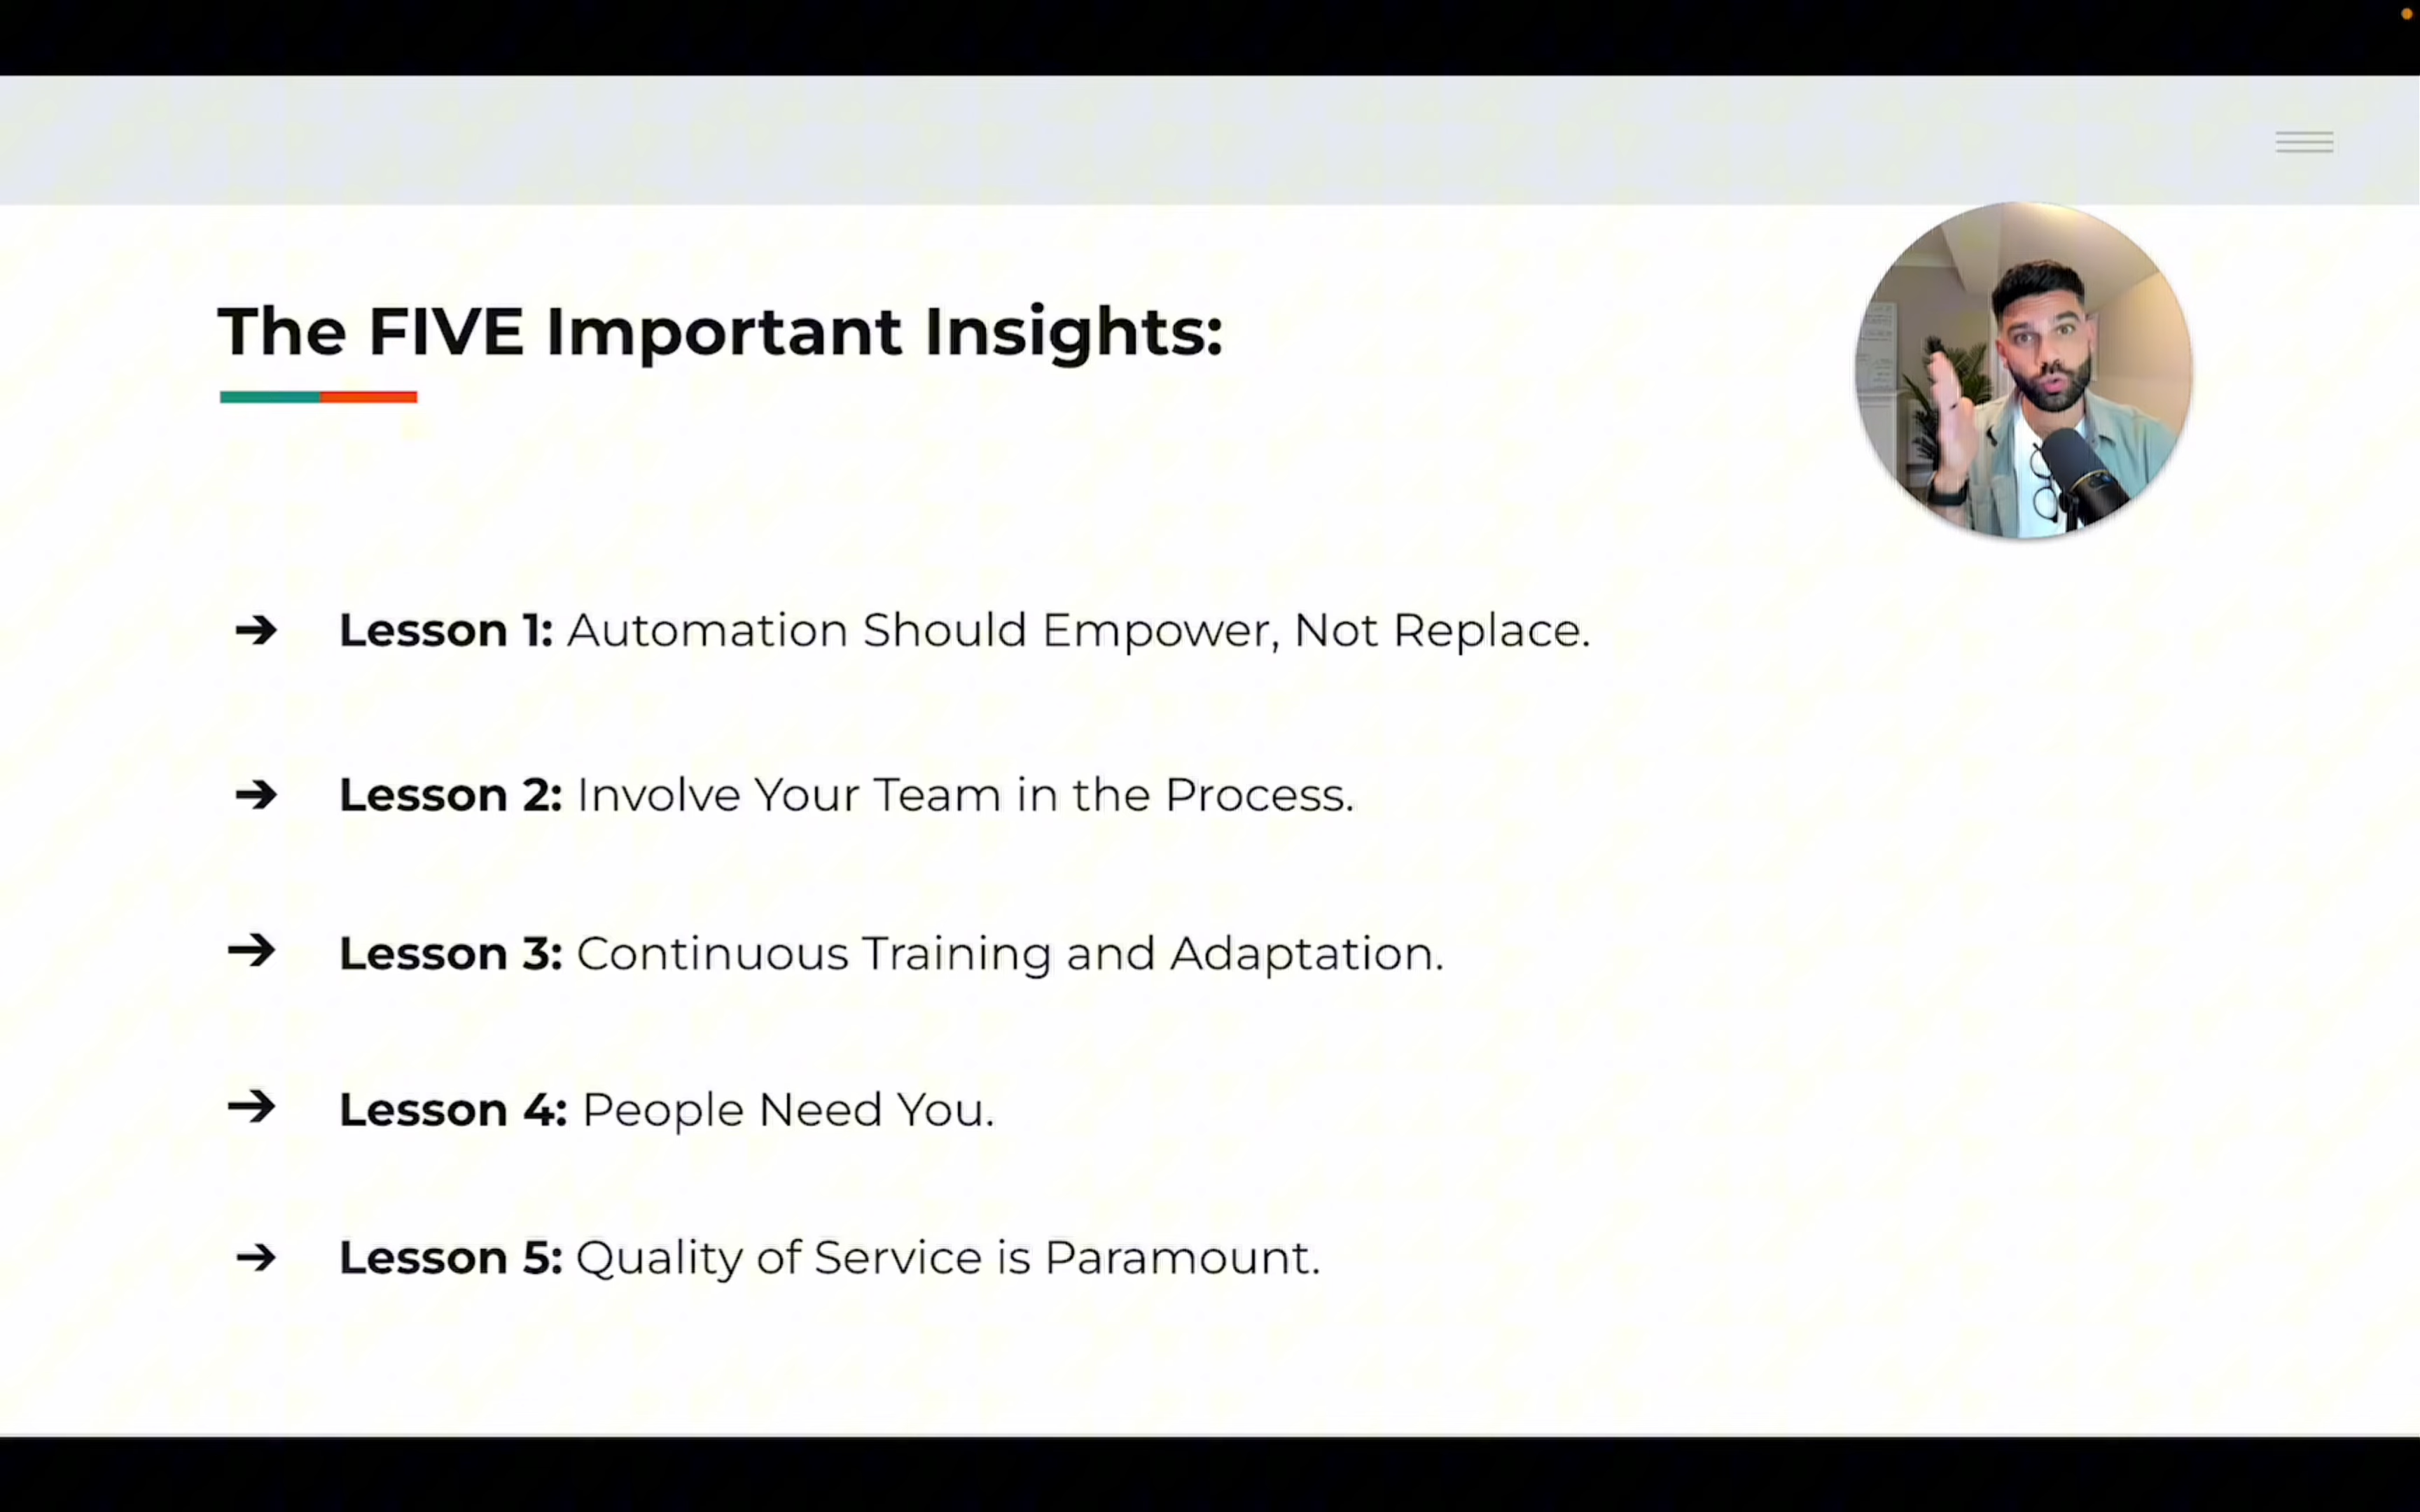 The FIVE Important Insights:
➔ Lesson 1: Automation Should Empower, Not Replace.
➔ Lesson 2: Involve Your Team in the Process.
➔ Lesson 3: Continuous Training and Adaptation.
➔ Lesson 4: People Need You.
➔ Lesson 5: Quality of Service is Paramount.